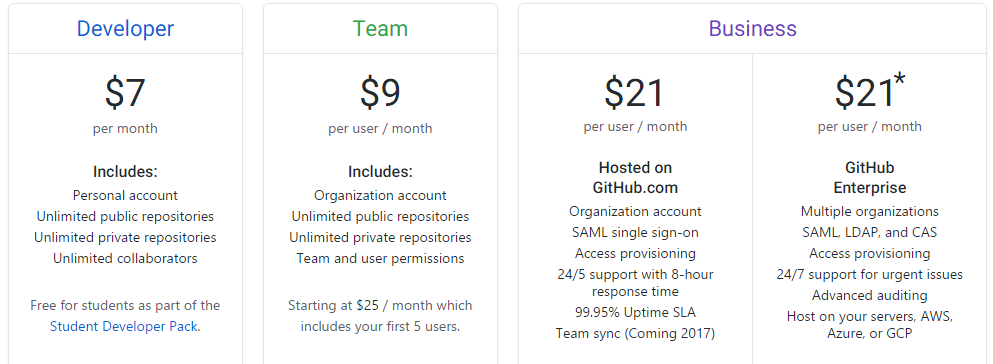 Developer
$7
per month
Includes:
Personal account
Unlimited public repositories
Unlimited private repositories
Unlimited collaborators
Free for students as part of the
Student Developer Pack.
Team
$9
per user / month
Includes:
Organization account
Unlimited public repositories
Unlimited private repositories
Team and user permissions
Starting at $25 / month which
includes your first 5 users.
Business
$21
per user / month
Hosted on
GitHub.com
Organization account
SAML single sign-on
Access provisioning
24/5 support with 8-hour
response time
99.95% Uptime SLA
Team sync (Coming 2017)
$21*
per user / month
GitHub
Enterprise
Multiple organizations
SAML, LDAP, and CAS
Access provisioning
24/7 support for urgent issues
Advanced auditing
Host on your servers, AWS,
Azure, or GCP